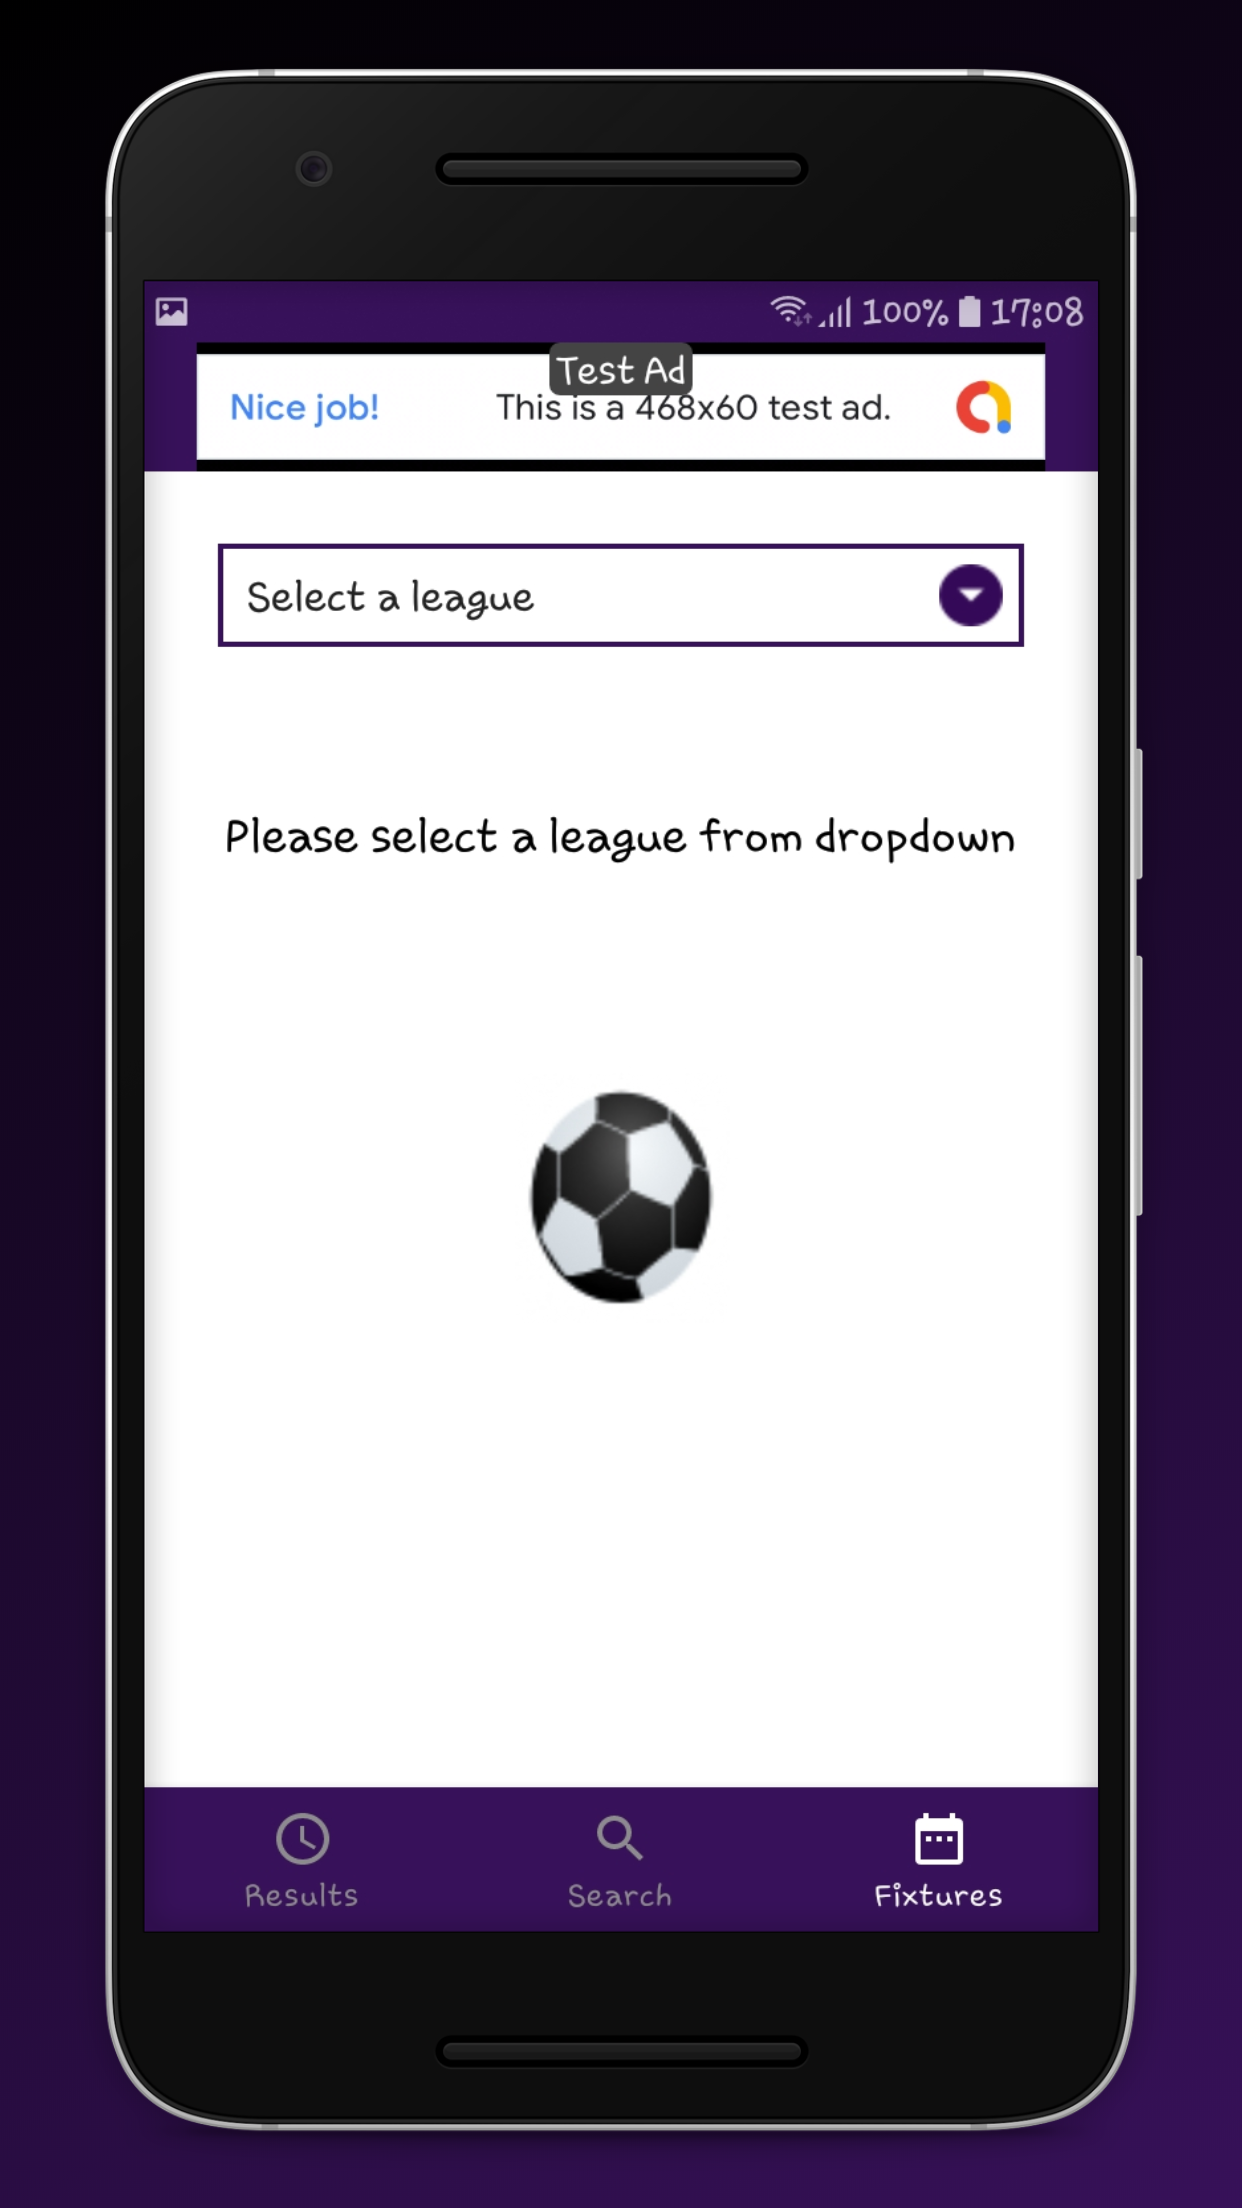 100% 17:08
Test Ad
Nice job! This is a 468x60 test ad.
Select a league
Please select a league from dropdown
Results Search Fixtures